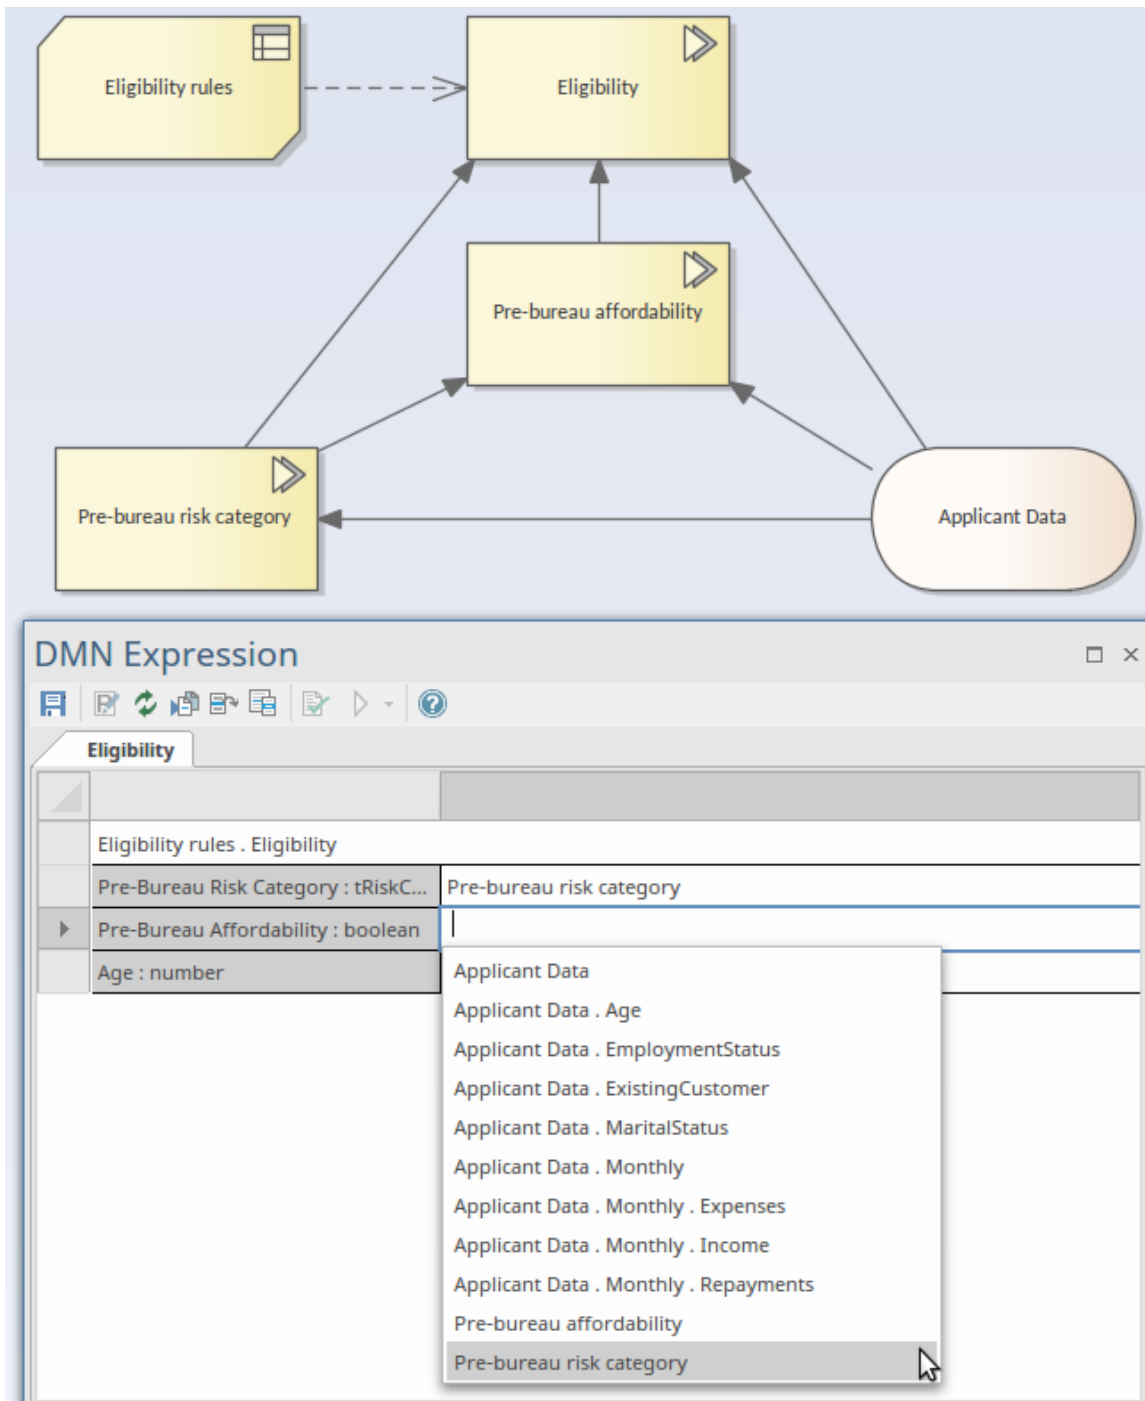 Eligibility rules
Eligibility
Pre-bureau affordability
Pre-bureau risk category
Applicant Data
DMN Expression
Eligibility
Eligibility rules . Eligibility
Pre-Bureau Risk Category : tRiskC... Pre-bureau risk category
Pre-Bureau Affordability : boolean
Age : number
Applicant Data
Applicant Data . Age
Applicant Data . EmploymentStatus
Applicant Data . ExistingCustomer
Applicant Data . MaritalStatus
Applicant Data . Monthly
Applicant Data . Monthly . Expenses
Applicant Data . Monthly . Income
Applicant Data . Monthly . Repayments
Pre-bureau affordability
Pre-bureau risk category